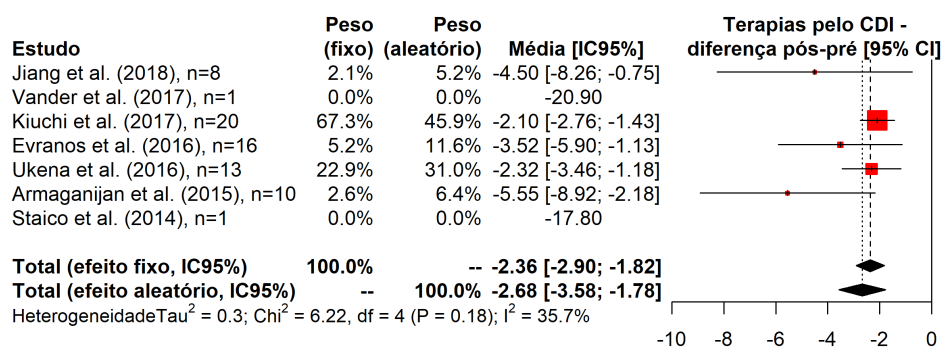 Peso Peso Terapias pelo CDI -
Estudo (fixo) (aleatório) Média [IC95%] diferença pós-pré [95% CI]
Jiang et al. (2018), n=8 2.1% 5.2% -4.50 [-8.26; -0.75]
Vander et al. (2017), n=1 0.0% 0.0% -20.90
Kiuchi et al. (2017), n=20 67.3% 45.9% -2.10 [-2.76; -1.43]
Evranos et al. (2016), n=16 5.2% 11.6% -3.52 [-5.90; -1.13]
Ukena et al. (2016), n=13 22.9% 31.0% -2.32 [-3.46; -1.18]
Armaganijan et al. (2015), n=10 2.6% 6.4% -5.55 [-8.92; -2.18]
Staico et al. (2014), n=1 0.0% 0.0% -17.80
Total (efeito fixo, IC95%) 100.0% -- -2.36 [-2.90; -1.82]
Total (efeito aleatório, IC95%) -- 100.0% -2.68 [-3.58; -1.78]
HeterogeneidadeTau² = 0.3; Chi² = 6.22, df = 4 (P = 0.18); I² = 35.7%
-10 -8 -6 -4 -2 0